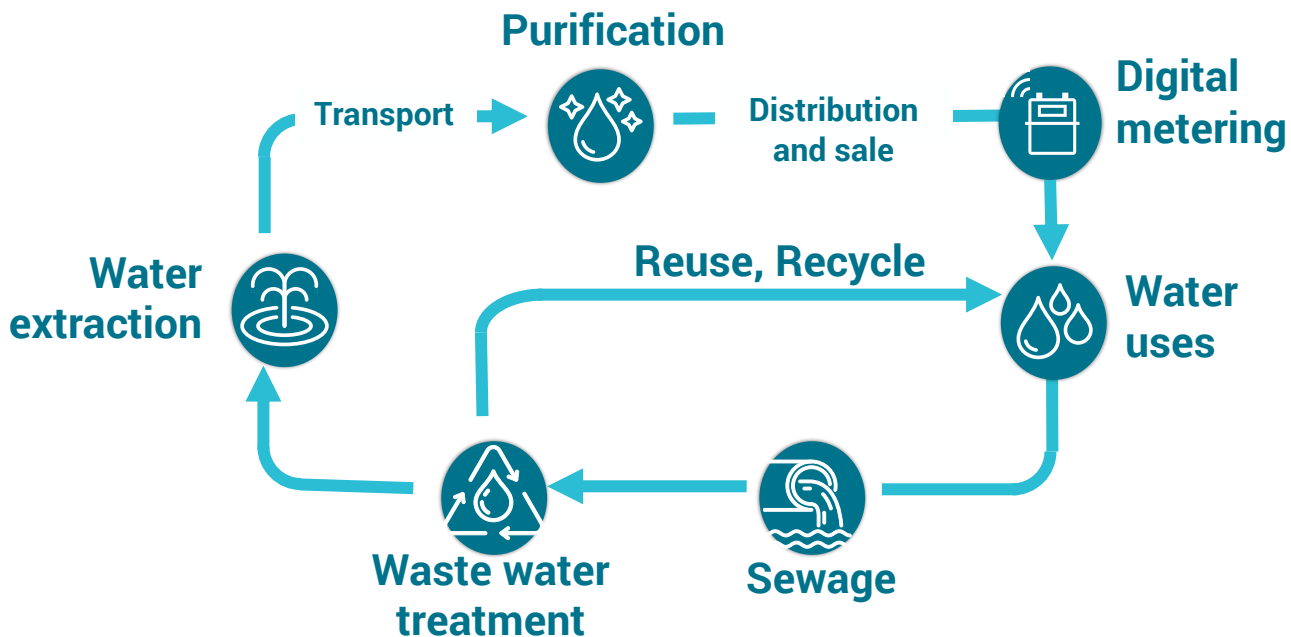 Purification
Transport
Distribution
and sale
Digital
metering
Water
extraction
Reuse, Recycle
Water
uses
Waste water
treatment
Sewage